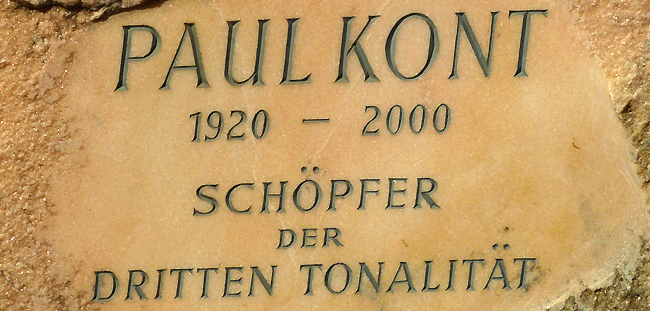 PAUL KONT
1920 – 2000
SCHÖPFER
DER
DRITTEN TONALITÄT